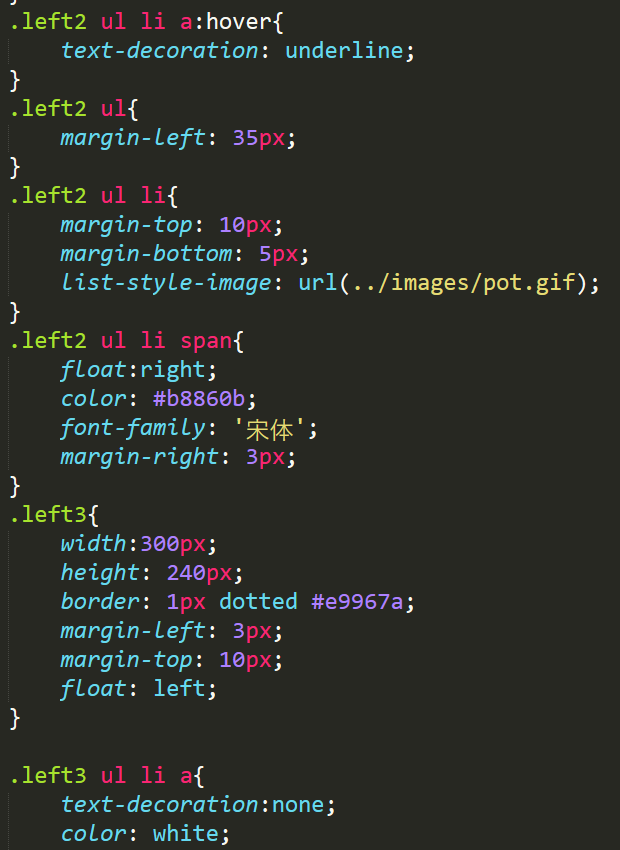 }
.left2 ul li a:hover{
    text-decoration: underline;
}
.left2 ul{
    margin-left: 35px;
}
.left2 ul li{
    margin-top: 10px;
    margin-bottom: 5px;
    list-style-image: url(../images/pot.gif);
}
.left2 ul li span{
    float:right;
    color: #b8860b;
    font-family: '宋体';
    margin-right: 3px;
}
.left3{
    width:300px;
    height: 240px;
    border: 1px dotted #e9967a;
    margin-left: 3px;
    margin-top: 10px;
    float: left;
}

.left3 ul li a{
    text-decoration:none;
    color: white;